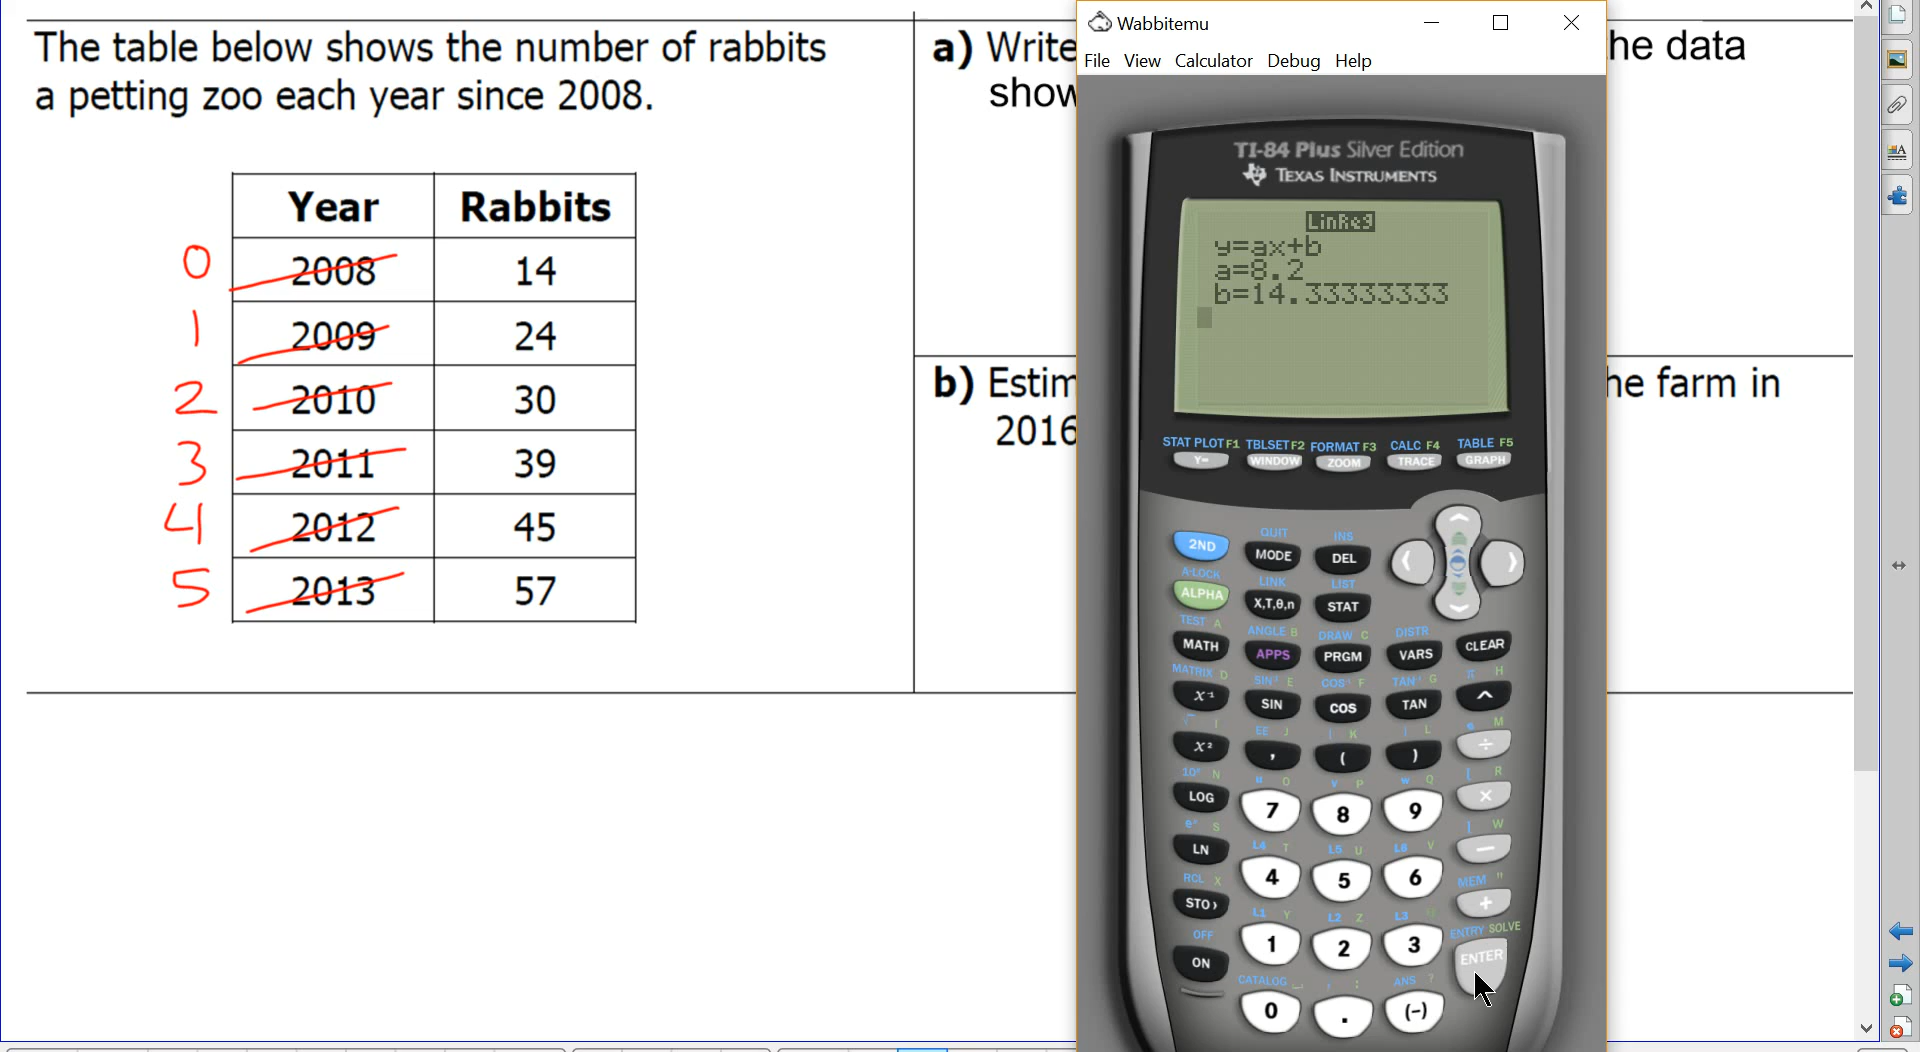 The table below shows the number of rabbits
a petting zoo each year since 2008.
Year Rabbits
0 2008 14
1 2009 24
2 2010 30
3 2011 39
4 2012 45
5 2013 57
a) Write
he data
show
b) Estim
he farm in
2016
Wabbitemu
File View Calculator Debug Help
TI-84 Plus Silver Edition
TEXAS INSTRUMENTS
LinReg
y=ax+b
a=8.2
b=14.33333333
STAT PLOT F1 TBLSET F2 FORMAT F3 CALC F4 TABLE F5
Y= WINDOW ZOOM TRACE GRAPH
QUIT INS
2ND MODE DEL
A-LOCK LINK LIST
ALPHA X,T,θ,n STAT
TEST A ANGLE B DRAW C DISTR
MATH APPS PRGM VARS CLEAR
MATRIX D SIN⁻¹ E COS⁻¹ F TAN⁻¹ G π H
X⁻¹ SIN COS TAN ^
√ I EE J { K } L e M
X² , ( ) ÷
10ˣ N u O v P w Q [ R
LOG 7 8 9 ×
eˣ S L4 T L5 U L6 V ] W
LN 4 5 6 −
RCL X L1 Y L2 Z L3 MEM "
STO› 1 2 3 +
OFF ENTRY SOLVE
ON ENTER
CATALOG ⎵ , : ANS ?
0 . (-)